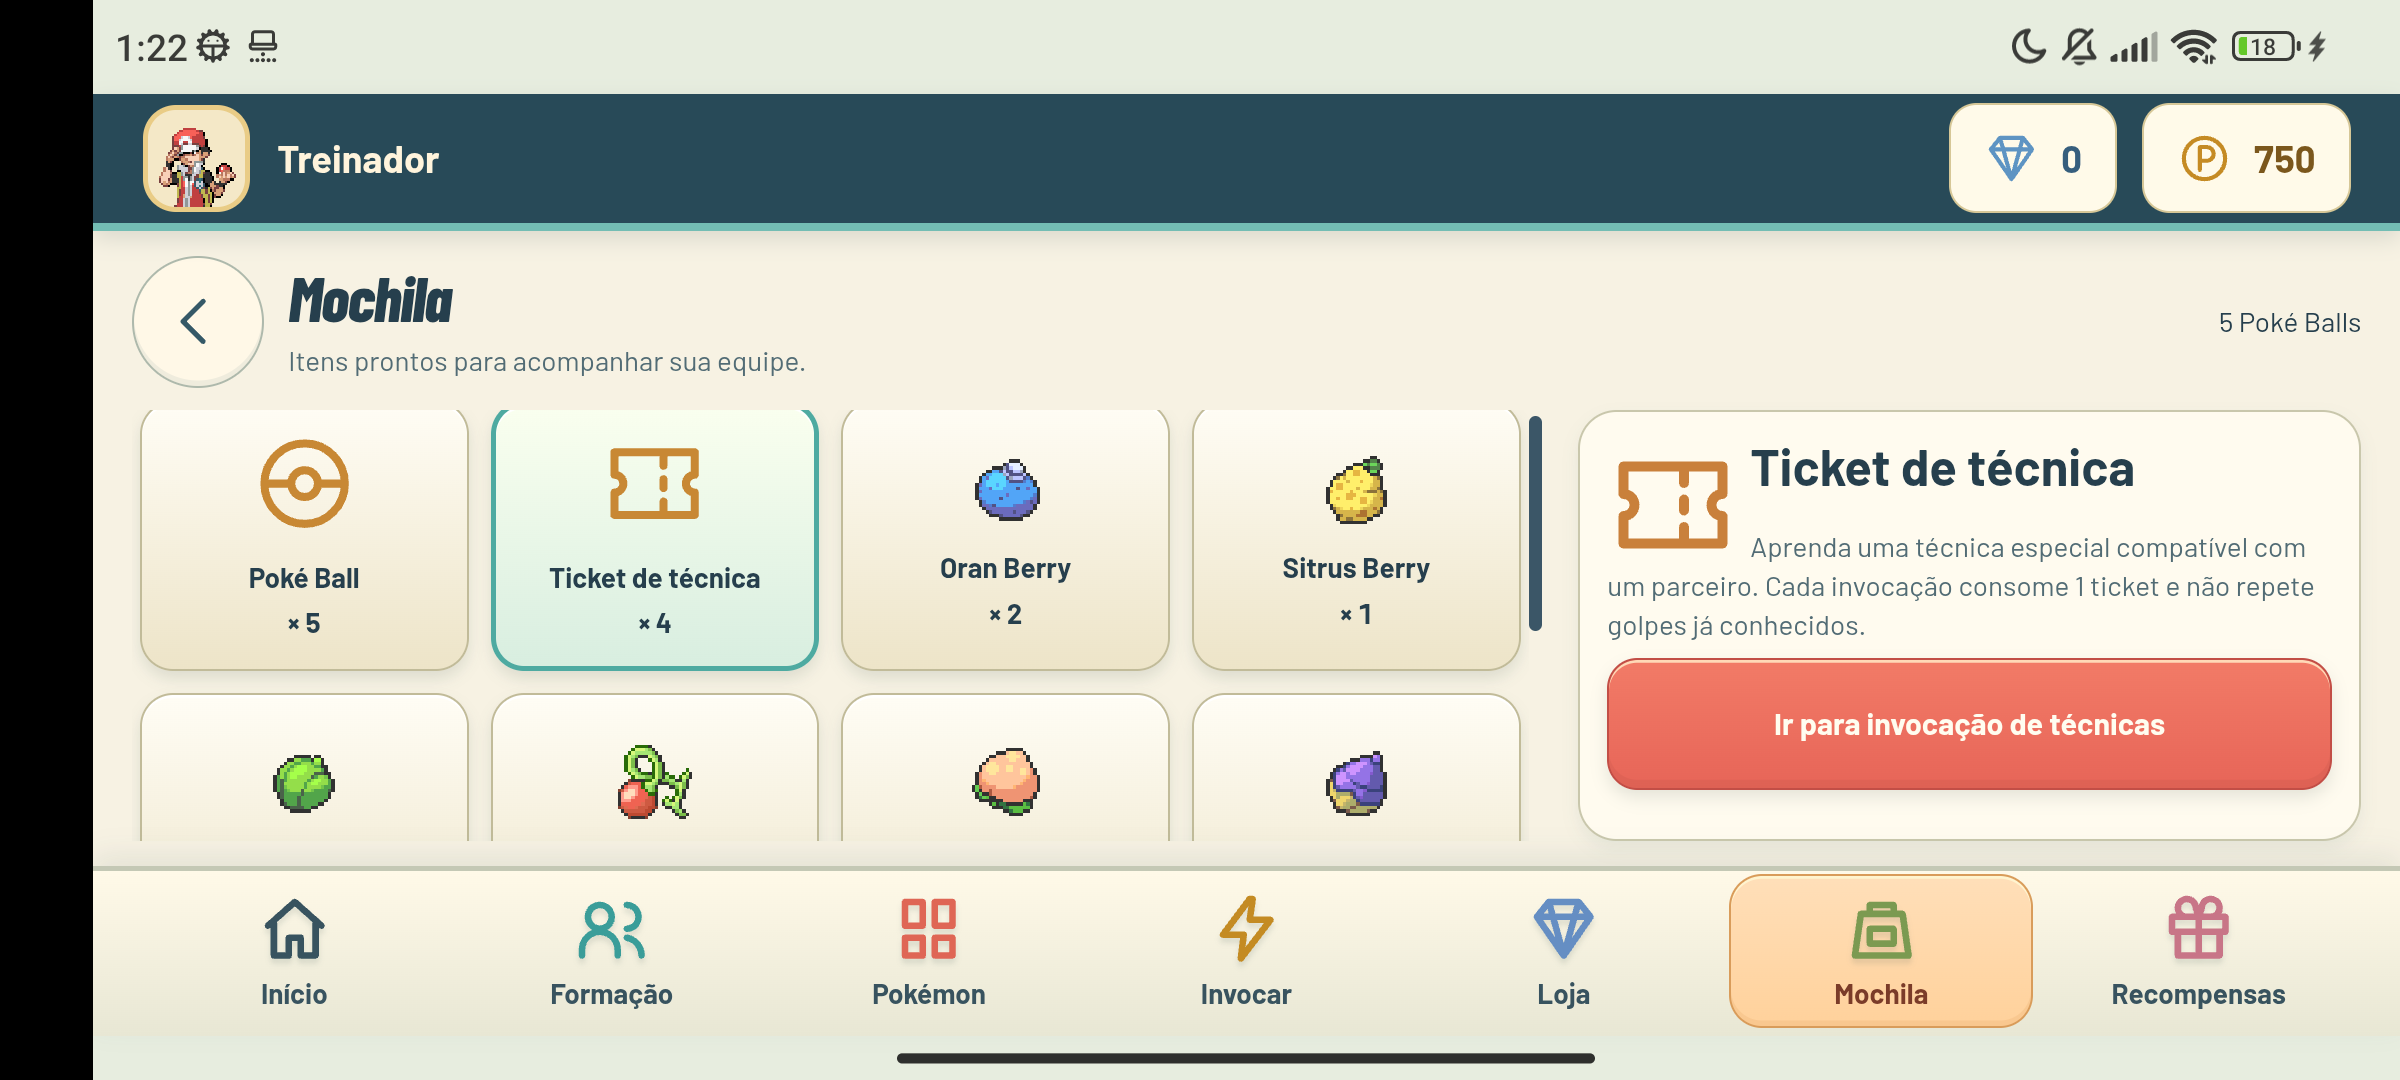 1:22
18
Treinador
0
750
Mochila
Itens prontos para acompanhar sua equipe.
5 Poké Balls
Poké Ball
× 5
Ticket de técnica
× 4
Oran Berry
× 2
Sitrus Berry
× 1
Ticket de técnica
Aprenda uma técnica especial compatível com
um parceiro. Cada invocação consome 1 ticket e não repete
golpes já conhecidos.
Ir para invocação de técnicas
Início
Formação
Pokémon
Invocar
Loja
Mochila
Recompensas